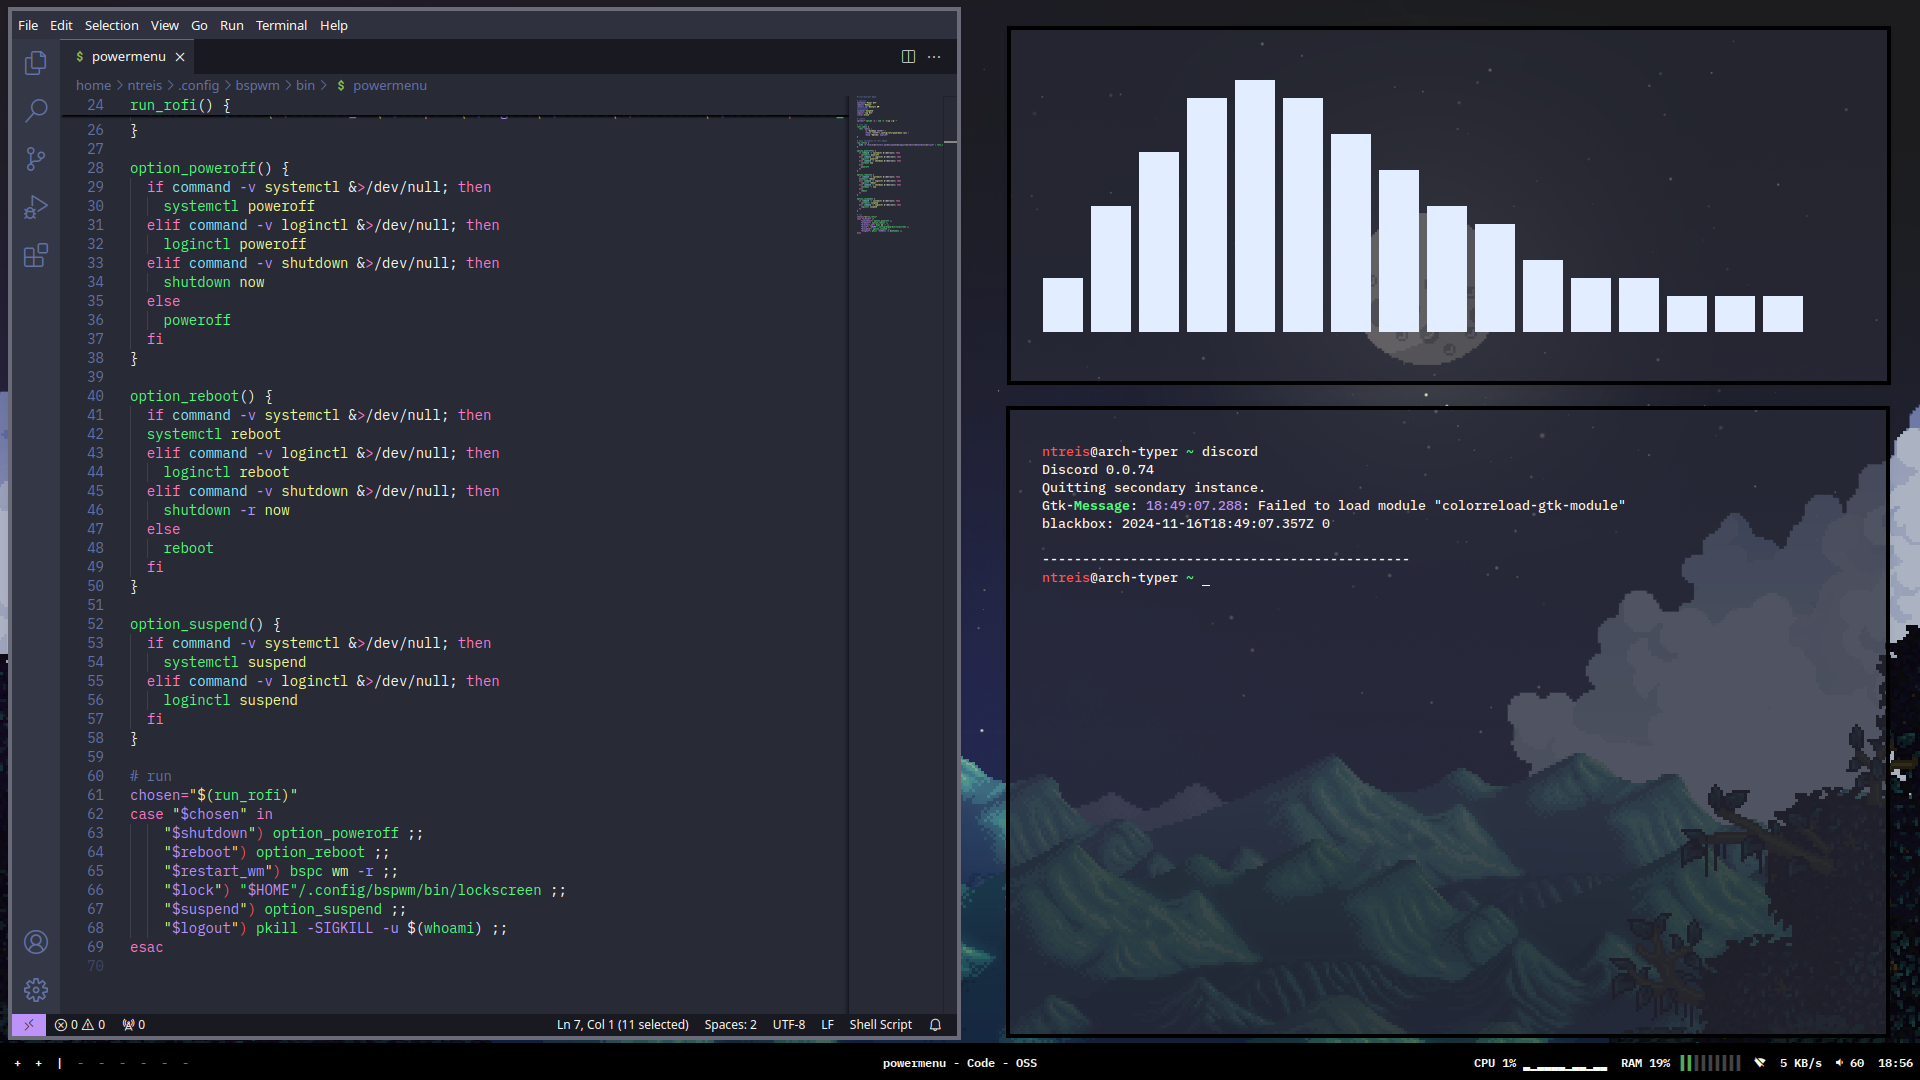 File Edit Selection View Go Run Terminal Help
$ powermenu
home > ntreis > .config > bspwm > bin > $ powermenu
24 run_rofi() {
26 }
27
28 option_poweroff() {
29 if command -v systemctl &>/dev/null; then
30 systemctl poweroff
31 elif command -v loginctl &>/dev/null; then
32 loginctl poweroff
33 elif command -v shutdown &>/dev/null; then
34 shutdown now
35 else
36 poweroff
37 fi
38 }
39
40 option_reboot() {
41 if command -v systemctl &>/dev/null; then
42 systemctl reboot
43 elif command -v loginctl &>/dev/null; then
44 loginctl reboot
45 elif command -v shutdown &>/dev/null; then
46 shutdown -r now
47 else
48 reboot
49 fi
50 }
51
52 option_suspend() {
53 if command -v systemctl &>/dev/null; then
54 systemctl suspend
55 elif command -v loginctl &>/dev/null; then
56 loginctl suspend
57 fi
58 }
59
60 # run
61 chosen="$(run_rofi)"
62 case "$chosen" in
63 "$shutdown") option_poweroff ;;
64 "$reboot") option_reboot ;;
65 "$restart_wm") bspc wm -r ;;
66 "$lock") "$HOME"/.config/bspwm/bin/lockscreen ;;
67 "$suspend") option_suspend ;;
68 "$logout") pkill -SIGKILL -u $(whoami) ;;
69 esac
70
0 0 0 Ln 7, Col 1 (11 selected) Spaces: 2 UTF-8 LF Shell Script
ntreis@arch-typer ~ discord
Discord 0.0.74
Quitting secondary instance.
Gtk-Message: 18:49:07.288: Failed to load module "colorreload-gtk-module"
blackbox: 2024-11-16T18:49:07.357Z 0
----------------------------------------------
ntreis@arch-typer ~ _
+ + | - - - - - - powermenu - Code - OSS CPU 1% RAM 19% 5 KB/s 60 18:56